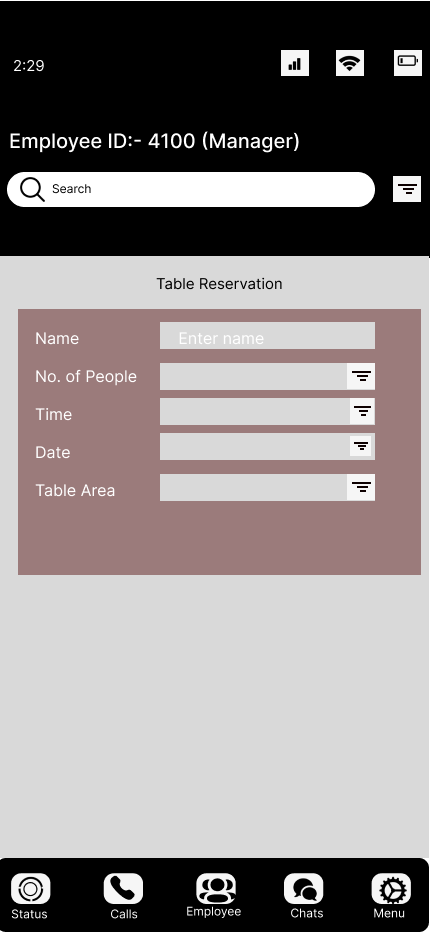 2:29
Employee ID:- 4100 (Manager)
Search
Table Reservation
Name
Enter name
No. of People
Time
Date
Table Area
Status
Calls
Employee
Chats
Menu